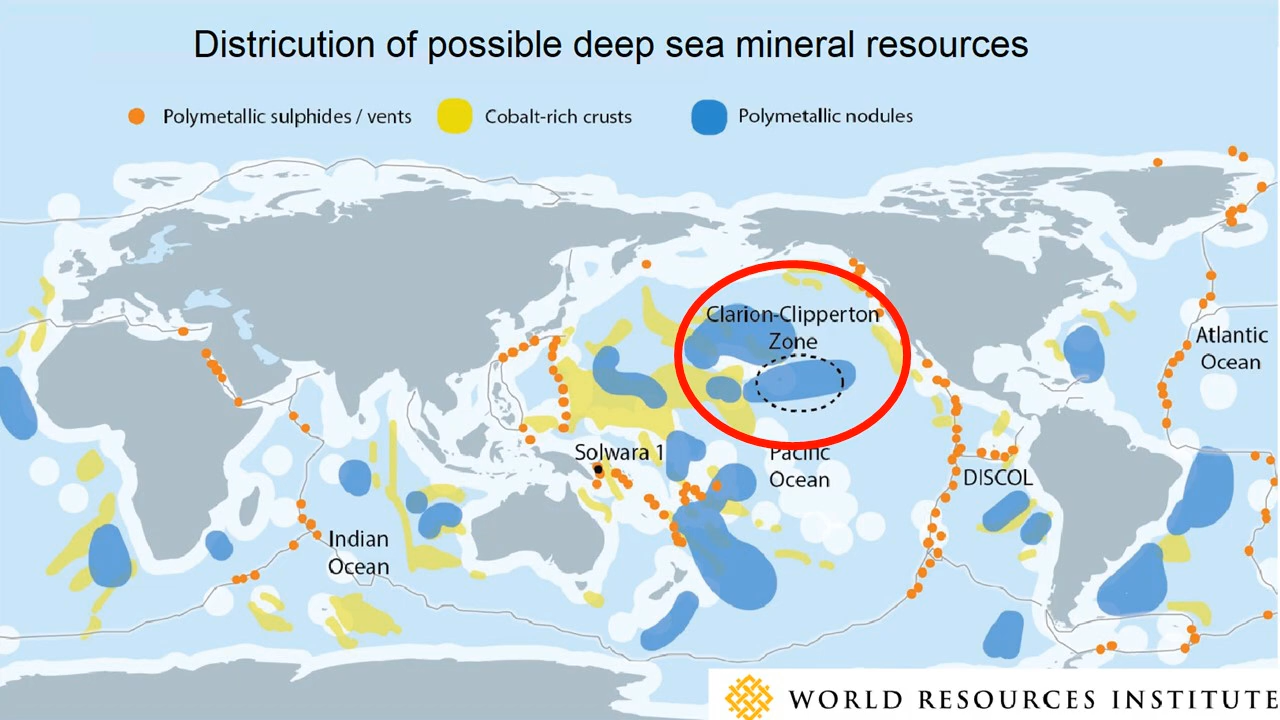 Districution of possible deep sea mineral resources
Polymetallic sulphides / vents
Cobalt-rich crusts
Polymetallic nodules
Clarion-Clipperton
Zone
Atlantic
Ocean
Solwara 1
Pacific
Ocean
DISCOL
Indian
Ocean
WORLD RESOURCES INSTITUTE